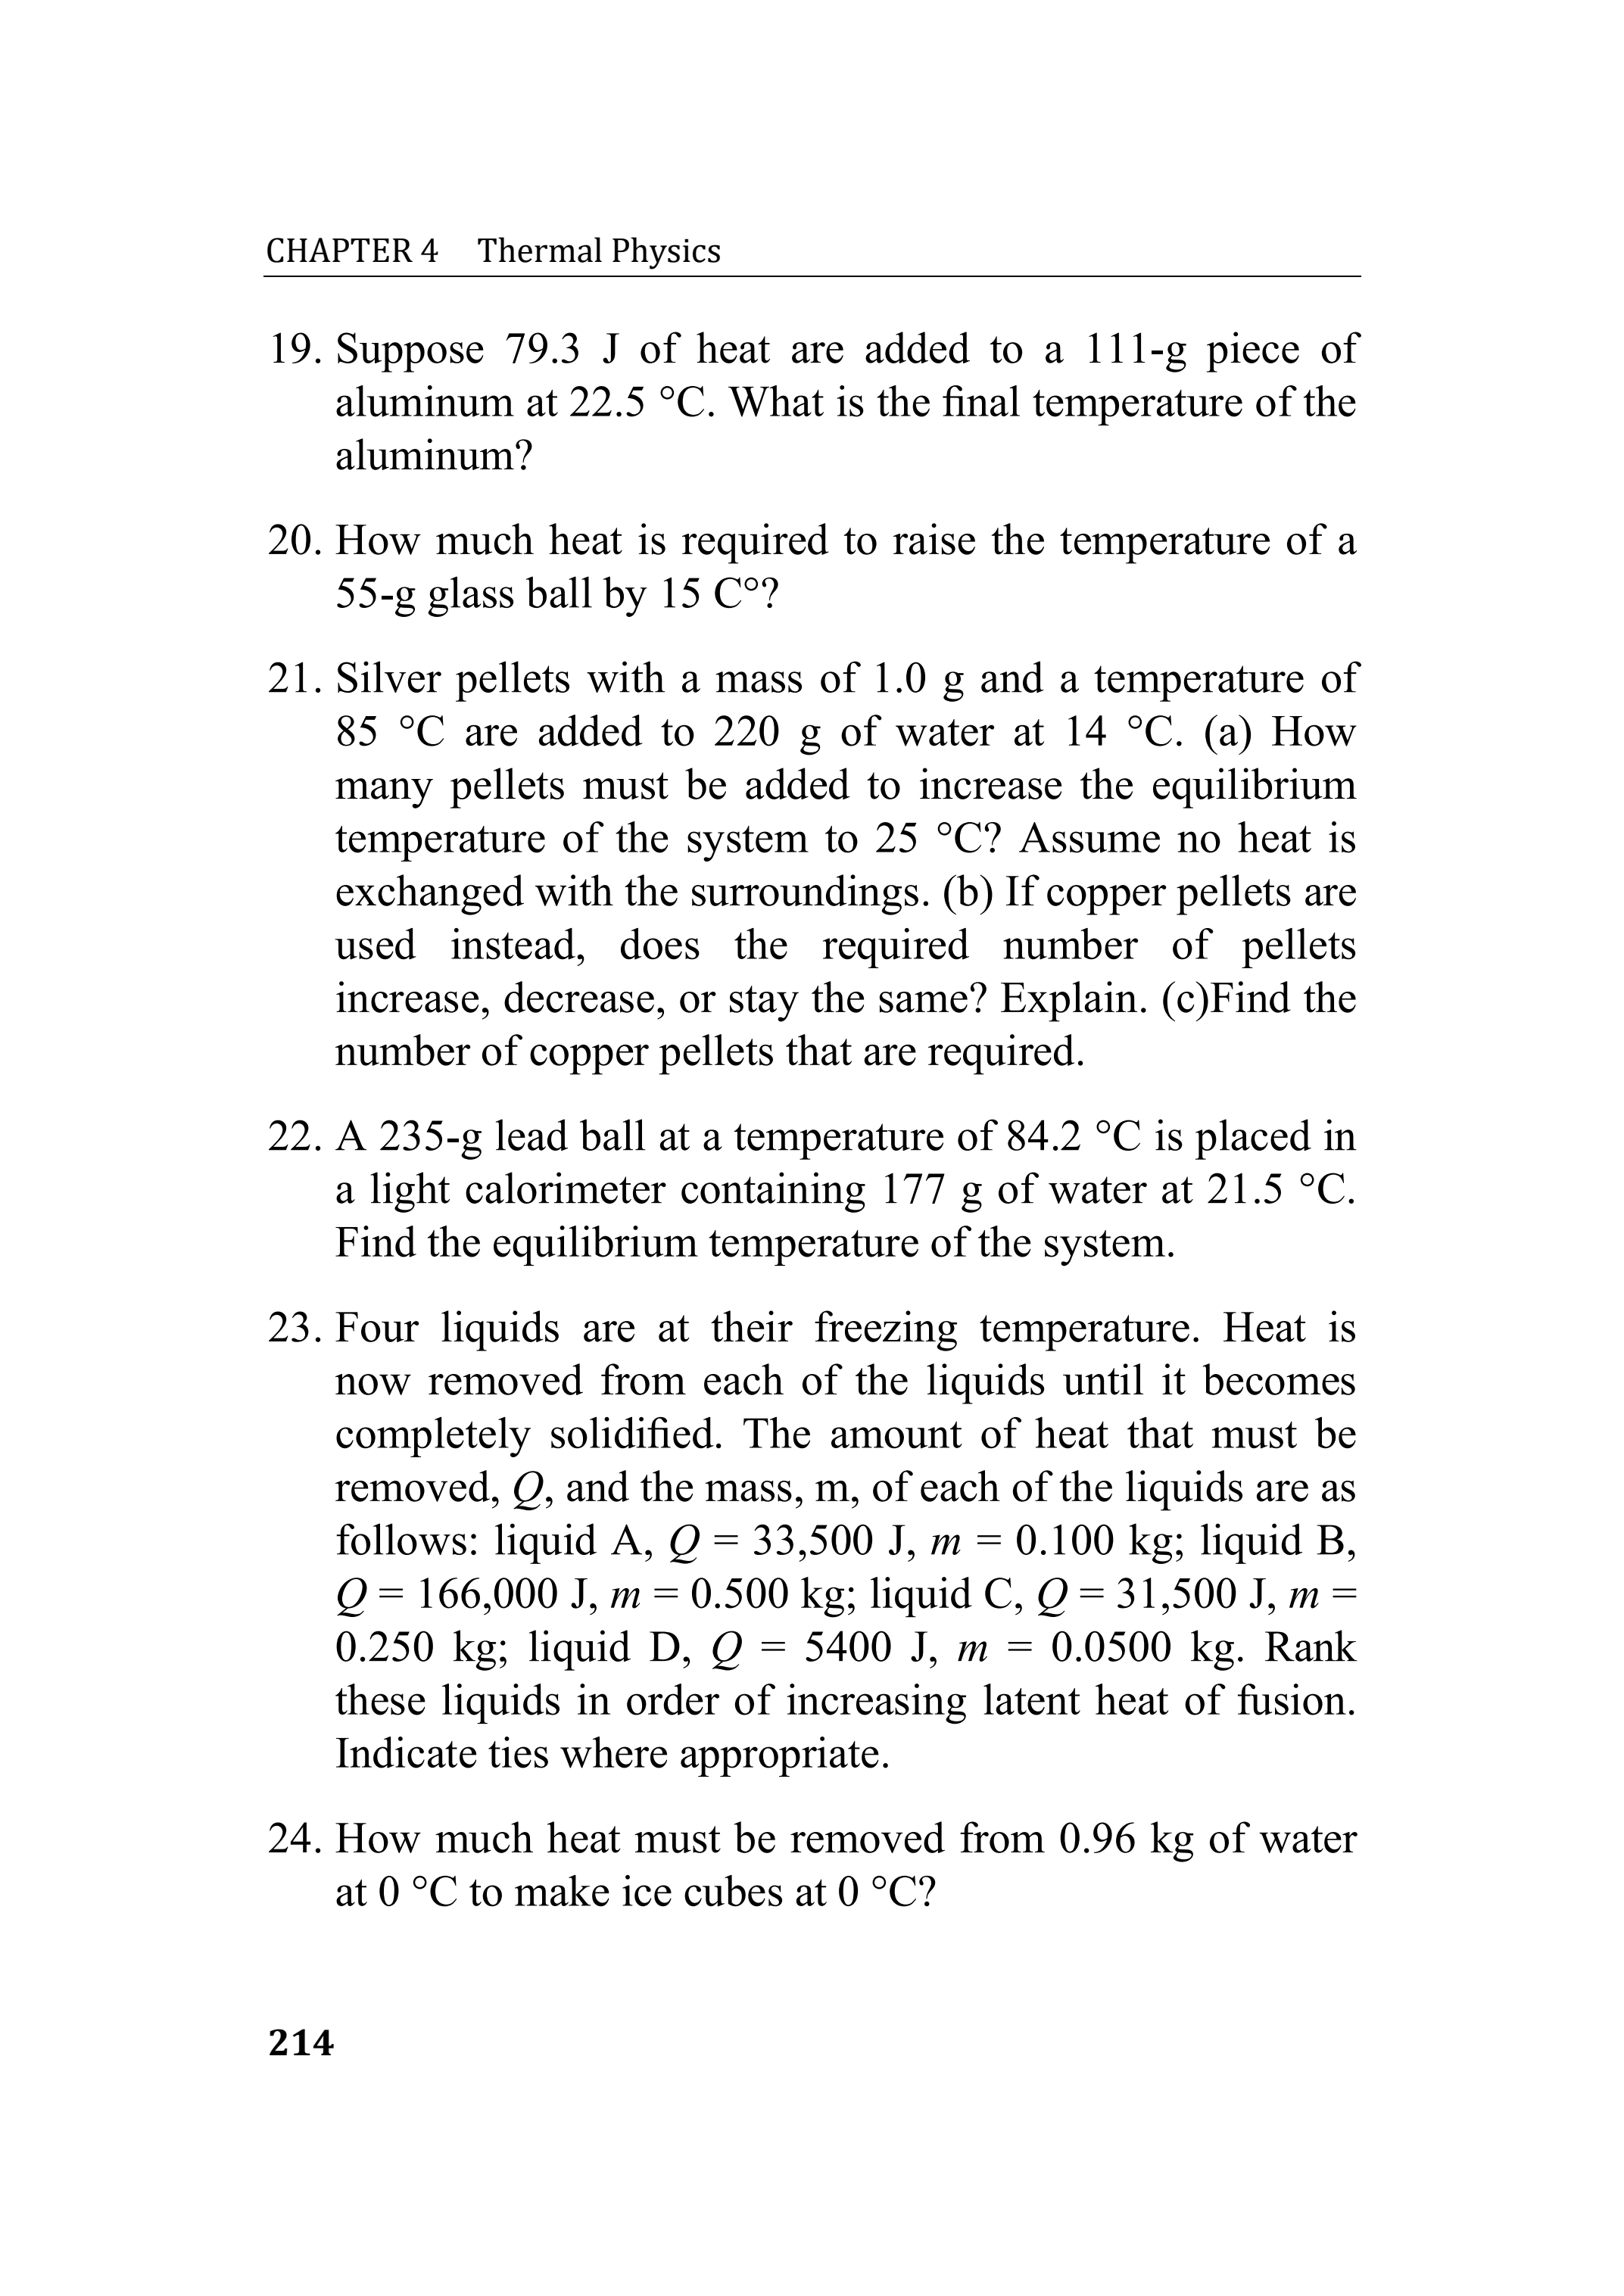 CHAPTER 4 Thermal Physics
19. Suppose 79.3 J of heat are added to a 111-g piece of
aluminum at 22.5 °C. What is the final temperature of the
aluminum?
20. How much heat is required to raise the temperature of a
55-g glass ball by 15 C°?
21. Silver pellets with a mass of 1.0 g and a temperature of
85 °C are added to 220 g of water at 14 °C. (a) How
many pellets must be added to increase the equilibrium
temperature of the system to 25 °C? Assume no heat is
exchanged with the surroundings. (b) If copper pellets are
used instead, does the required number of pellets
increase, decrease, or stay the same? Explain. (c)Find the
number of copper pellets that are required.
22. A 235-g lead ball at a temperature of 84.2 °C is placed in
a light calorimeter containing 177 g of water at 21.5 °C.
Find the equilibrium temperature of the system.
23. Four liquids are at their freezing temperature. Heat is
now removed from each of the liquids until it becomes
completely solidified. The amount of heat that must be
removed, Q, and the mass, m, of each of the liquids are as
follows: liquid A, Q = 33,500 J, m = 0.100 kg; liquid B,
Q = 166,000 J, m = 0.500 kg; liquid C, Q = 31,500 J, m =
0.250 kg; liquid D, Q = 5400 J, m = 0.0500 kg. Rank
these liquids in order of increasing latent heat of fusion.
Indicate ties where appropriate.
24. How much heat must be removed from 0.96 kg of water
at 0 °C to make ice cubes at 0 °C?
214